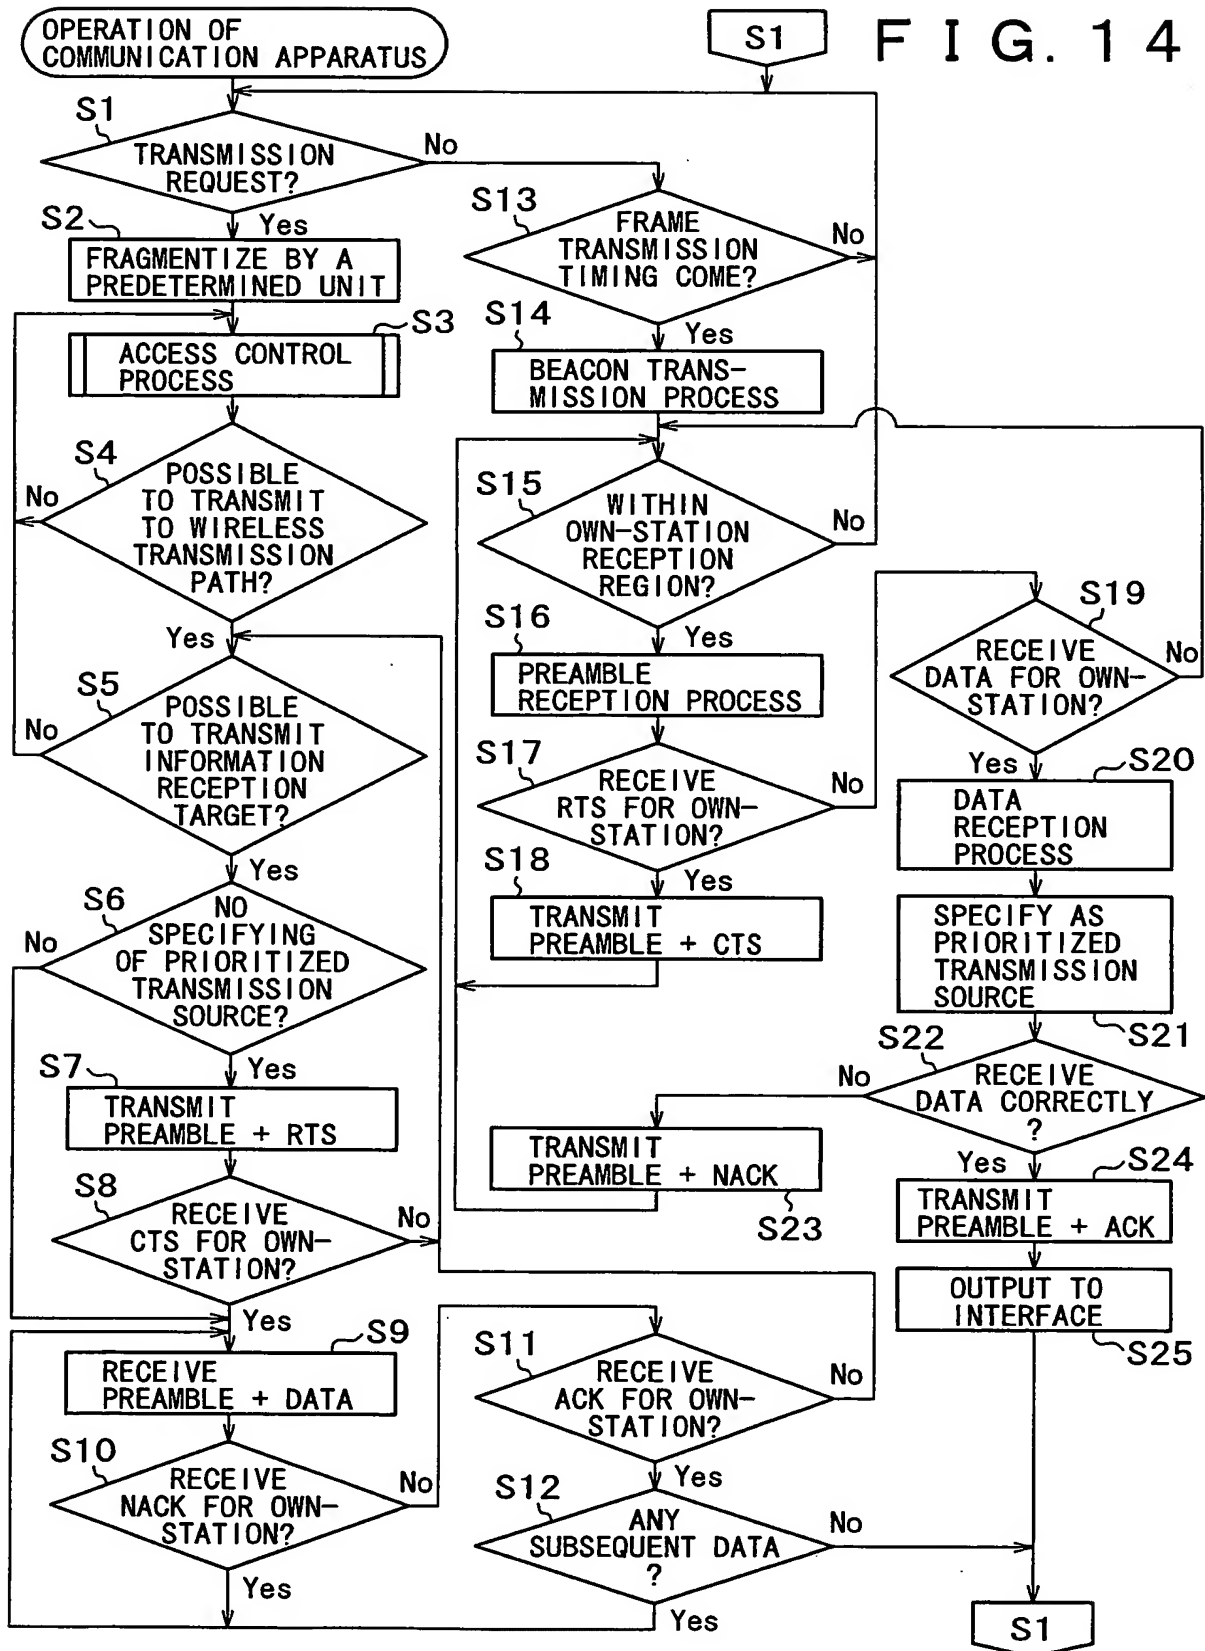 FIG. 14
OPERATION OF
COMMUNICATION APPARATUS
S1
S1
TRANSMISSION
REQUEST?
No
Yes
S2
FRAGMENTIZE BY A
PREDETERMINED UNIT
S3
ACCESS CONTROL
PROCESS
S4
POSSIBLE
TO TRANSMIT
TO WIRELESS
TRANSMISSION
PATH?
No
Yes
S5
POSSIBLE
TO TRANSMIT
INFORMATION
RECEPTION
TARGET?
No
Yes
S6
NO
SPECIFYING
OF PRIORITIZED
TRANSMISSION
SOURCE?
No
Yes
S7
TRANSMIT
PREAMBLE + RTS
S8
RECEIVE
CTS FOR OWN-
STATION?
No
Yes
S9
RECEIVE
PREAMBLE + DATA
S10
RECEIVE
NACK FOR OWN-
STATION?
No
Yes
S11
RECEIVE
ACK FOR OWN-
STATION?
No
Yes
S12
ANY
SUBSEQUENT DATA
?
No
Yes
S13
FRAME
TRANSMISSION
TIMING COME?
No
Yes
S14
BEACON TRANS-
MISSION PROCESS
S15
WITHIN
OWN-STATION
RECEPTION
REGION?
No
Yes
S16
PREAMBLE
RECEPTION PROCESS
S17
RECEIVE
RTS FOR OWN-
STATION?
No
Yes
S18
TRANSMIT
PREAMBLE + CTS
S19
RECEIVE
DATA FOR OWN-
STATION?
No
Yes
S20
DATA
RECEPTION
PROCESS
SPECIFY AS
PRIORITIZED
TRANSMISSION
SOURCE
S21
S22
RECEIVE
DATA CORRECTLY
?
No
Yes
TRANSMIT
PREAMBLE + NACK
S23
S24
TRANSMIT
PREAMBLE + ACK
OUTPUT TO
INTERFACE
S25
S1